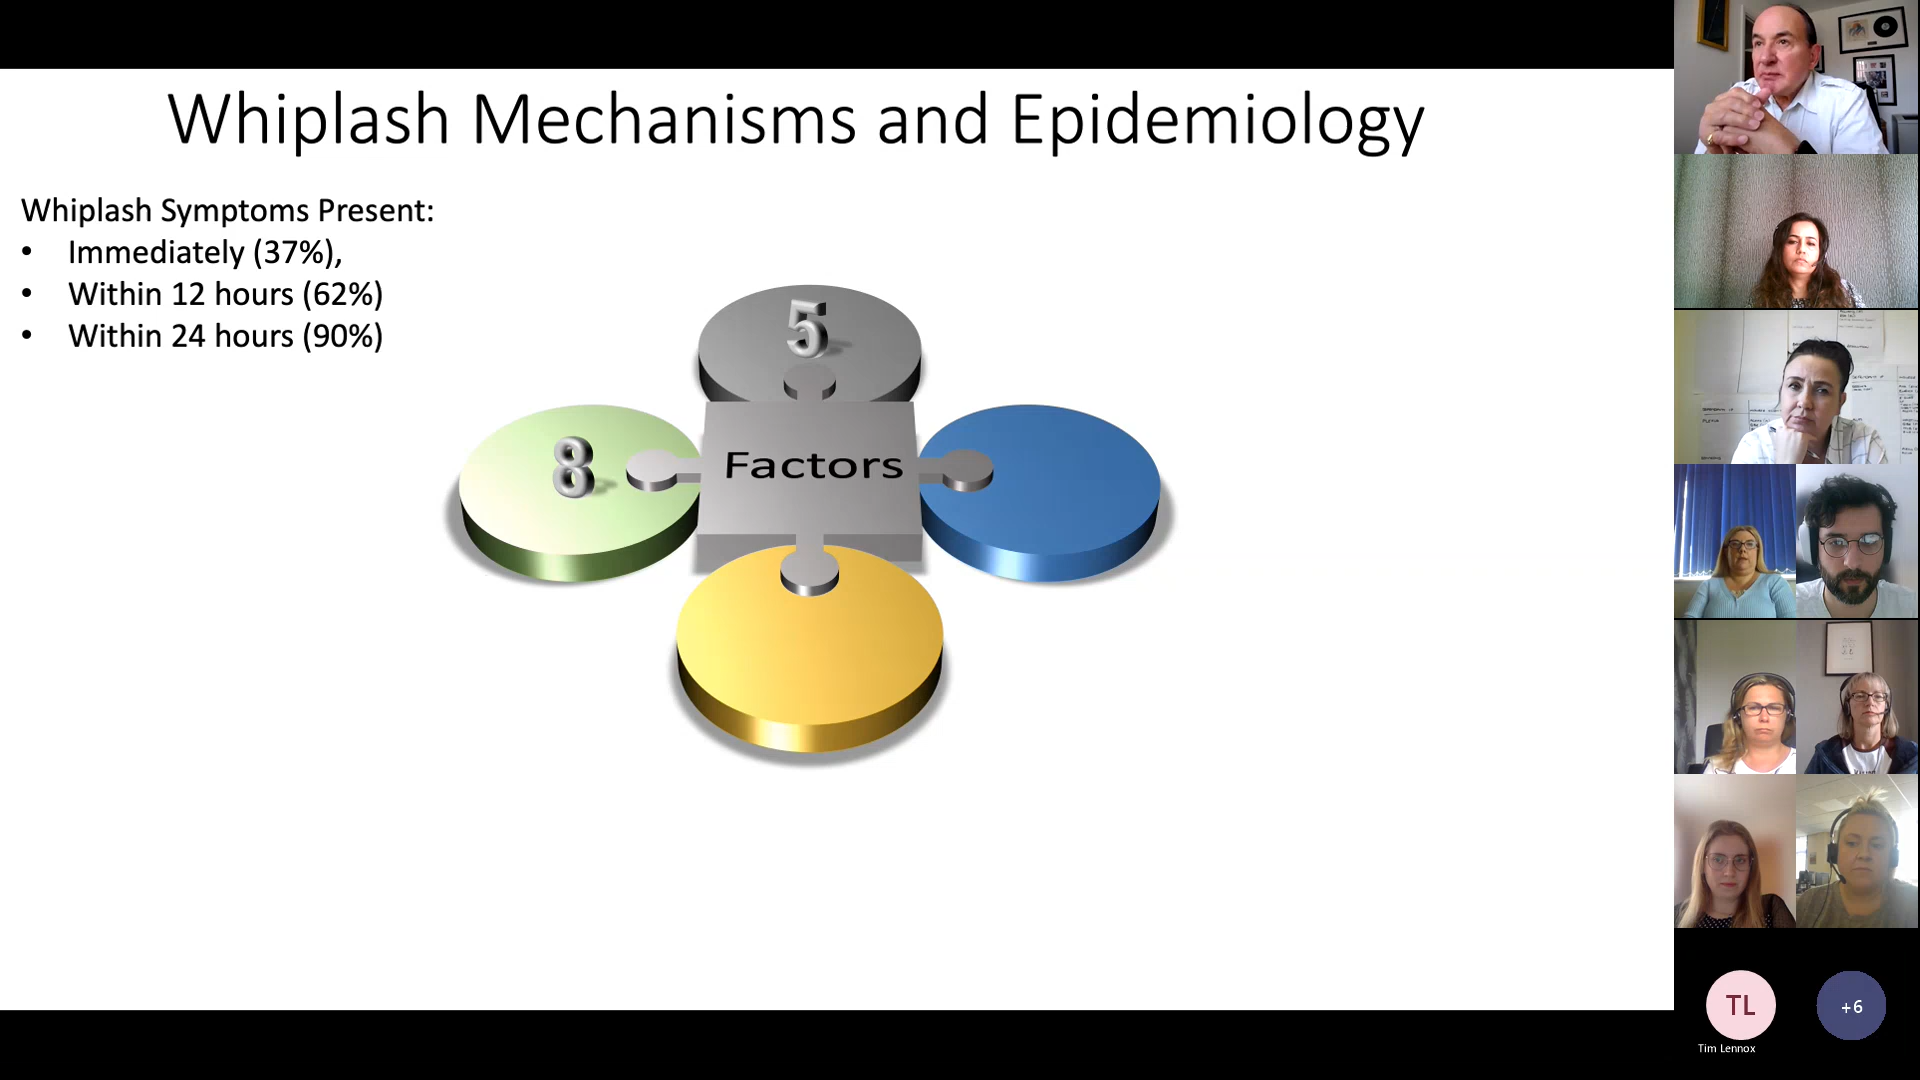 Whiplash Mechanisms and Epidemiology
Whiplash Symptoms Present:
• Immediately (37%),
• Within 12 hours (62%)
• Within 24 hours (90%)
5
8
Factors
TL
+6
Tim Lennox